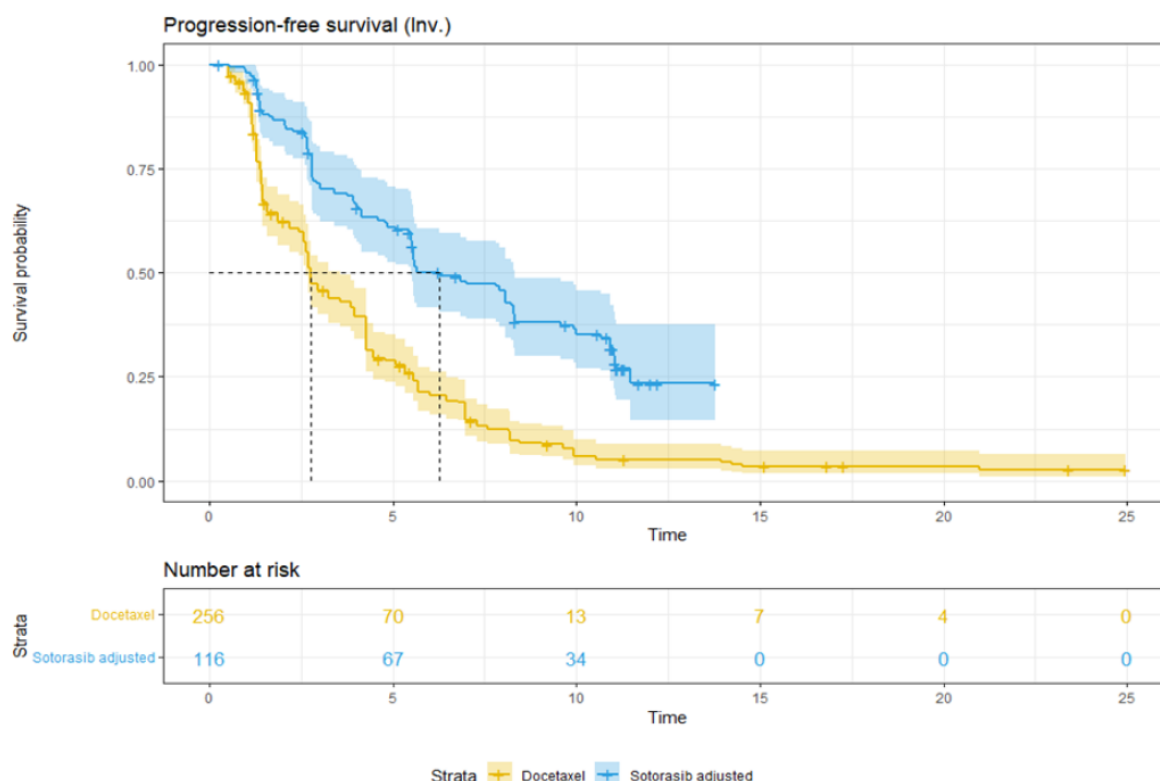 Progression-free survival (Inv.)
1.00
0.75
0.50
0.25
0.00
Survival probability
0 5 10 15 20 25
Time
Number at risk
Strata
Docetaxel 256 70 13 7 4 0
Sotorasib adjusted 116 67 34 0 0 0
0 5 10 15 20 25
Time
Strata Docetaxel Sotorasib adjusted